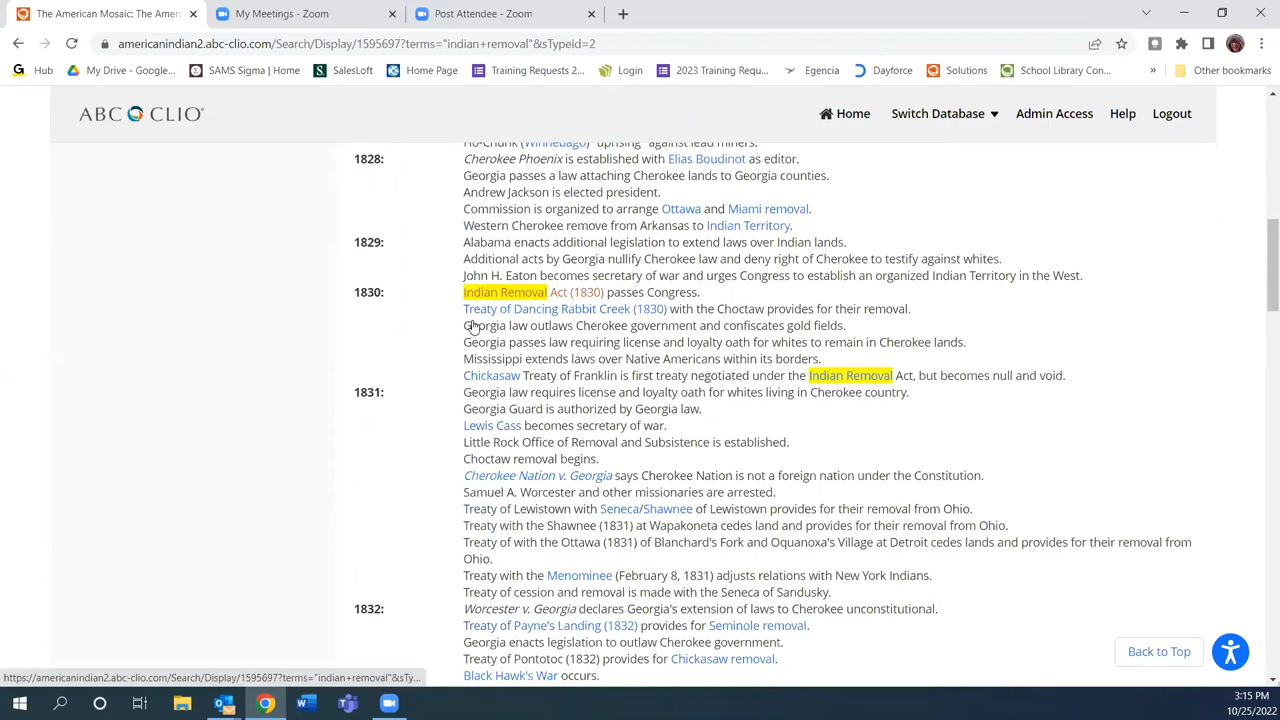 The American Mosaic: The Amer
My Meetings - Zoom
Post Attendee - Zoom
americanindian2.abc-clio.com/Search/Display/1595697?terms="indian+removal"&sTypeid=2
Hub
My Drive - Google...
SAMS Sigma | Home
SalesLoft
Home Page
Training Requests 2...
Login
2023 Training Requ...
Egencia
Dayforce
Solutions
School Library Con...
»
Other bookmarks
ABC CLIO®
Home
Switch Database
Admin Access
Help
Logout
Ho-Chunk (Winnebago) "uprising" against lead miners.
1828: Cherokee Phoenix is established with Elias Boudinot as editor.
Georgia passes a law attaching Cherokee lands to Georgia counties.
Andrew Jackson is elected president.
Commission is organized to arrange Ottawa and Miami removal.
Western Cherokee remove from Arkansas to Indian Territory.
1829: Alabama enacts additional legislation to extend laws over Indian lands.
Additional acts by Georgia nullify Cherokee law and deny right of Cherokee to testify against whites.
John H. Eaton becomes secretary of war and urges Congress to establish an organized Indian Territory in the West.
1830: Indian Removal Act (1830) passes Congress.
Treaty of Dancing Rabbit Creek (1830) with the Choctaw provides for their removal.
Georgia law outlaws Cherokee government and confiscates gold fields.
Georgia passes law requiring license and loyalty oath for whites to remain in Cherokee lands.
Mississippi extends laws over Native Americans within its borders.
Chickasaw Treaty of Franklin is first treaty negotiated under the Indian Removal Act, but becomes null and void.
1831: Georgia law requires license and loyalty oath for whites living in Cherokee country.
Georgia Guard is authorized by Georgia law.
Lewis Cass becomes secretary of war.
Little Rock Office of Removal and Subsistence is established.
Choctaw removal begins.
Cherokee Nation v. Georgia says Cherokee Nation is not a foreign nation under the Constitution.
Samuel A. Worcester and other missionaries are arrested.
Treaty of Lewistown with Seneca/Shawnee of Lewistown provides for their removal from Ohio.
Treaty with the Shawnee (1831) at Wapakoneta cedes land and provides for their removal from Ohio.
Treaty of with the Ottawa (1831) of Blanchard's Fork and Oquanoxa's Village at Detroit cedes lands and provides for their removal from
Ohio.
Treaty with the Menominee (February 8, 1831) adjusts relations with New York Indians.
Treaty of cession and removal is made with the Seneca of Sandusky.
1832: Worcester v. Georgia declares Georgia's extension of laws to Cherokee unconstitutional.
Treaty of Payne's Landing (1832) provides for Seminole removal.
Georgia enacts legislation to outlaw Cherokee government.
Treaty of Pontotoc (1832) provides for Chickasaw removal.
Black Hawk's War occurs.
Back to Top
https://americanindian2.abc-clio.com/Search/Display/1595697?terms="indian+removal"&sTy...
3:15 PM
10/25/2022